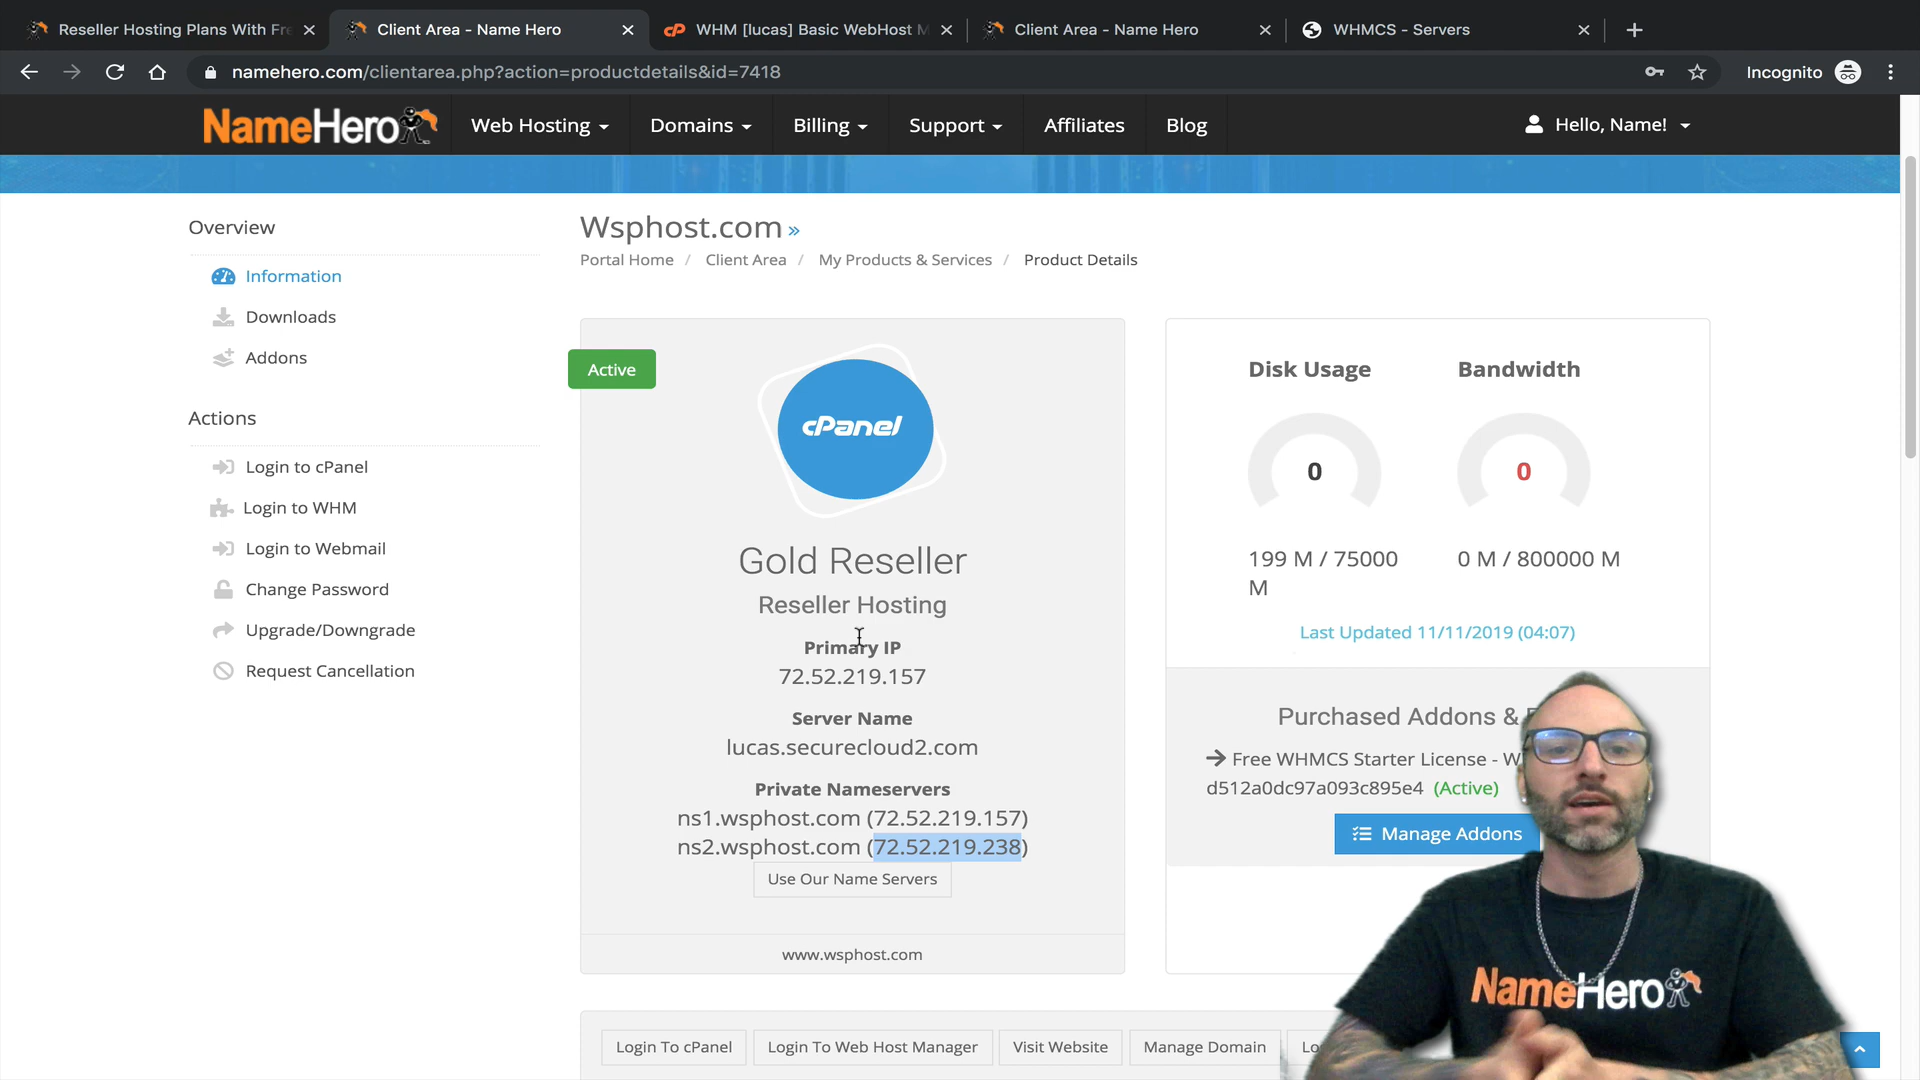 Reseller Hosting Plans With Fre
Client Area - Name Hero
WHM [lucas] Basic WebHost M
Client Area - Name Hero
WHMCS - Servers
namehero.com/clientarea.php?action=productdetails&id=7418
Incognito
NameHero
Web Hosting
Domains
Billing
Support
Affiliates
Blog
Hello, Name!
Overview
Information
Downloads
Addons
Actions
Login to cPanel
Login to WHM
Login to Webmail
Change Password
Upgrade/Downgrade
Request Cancellation
Wsphost.com »
Portal Home / Client Area / My Products & Services / Product Details
Active
cPanel
Gold Reseller
Reseller Hosting
Primary IP
72.52.219.157
Server Name
lucas.securecloud2.com
Private Nameservers
ns1.wsphost.com (72.52.219.157)
ns2.wsphost.com (72.52.219.238)
Use Our Name Servers
www.wsphost.com
Disk Usage
Bandwidth
0
0
199 M / 75000
M
0 M / 800000 M
Last Updated 11/11/2019 (04:07)
Purchased Addons &
Free WHMCS Starter License - W
d512a0dc97a093c895e4 (Active)
Manage Addons
NameHero
Login To cPanel
Login To Web Host Manager
Visit Website
Manage Domain
Lo